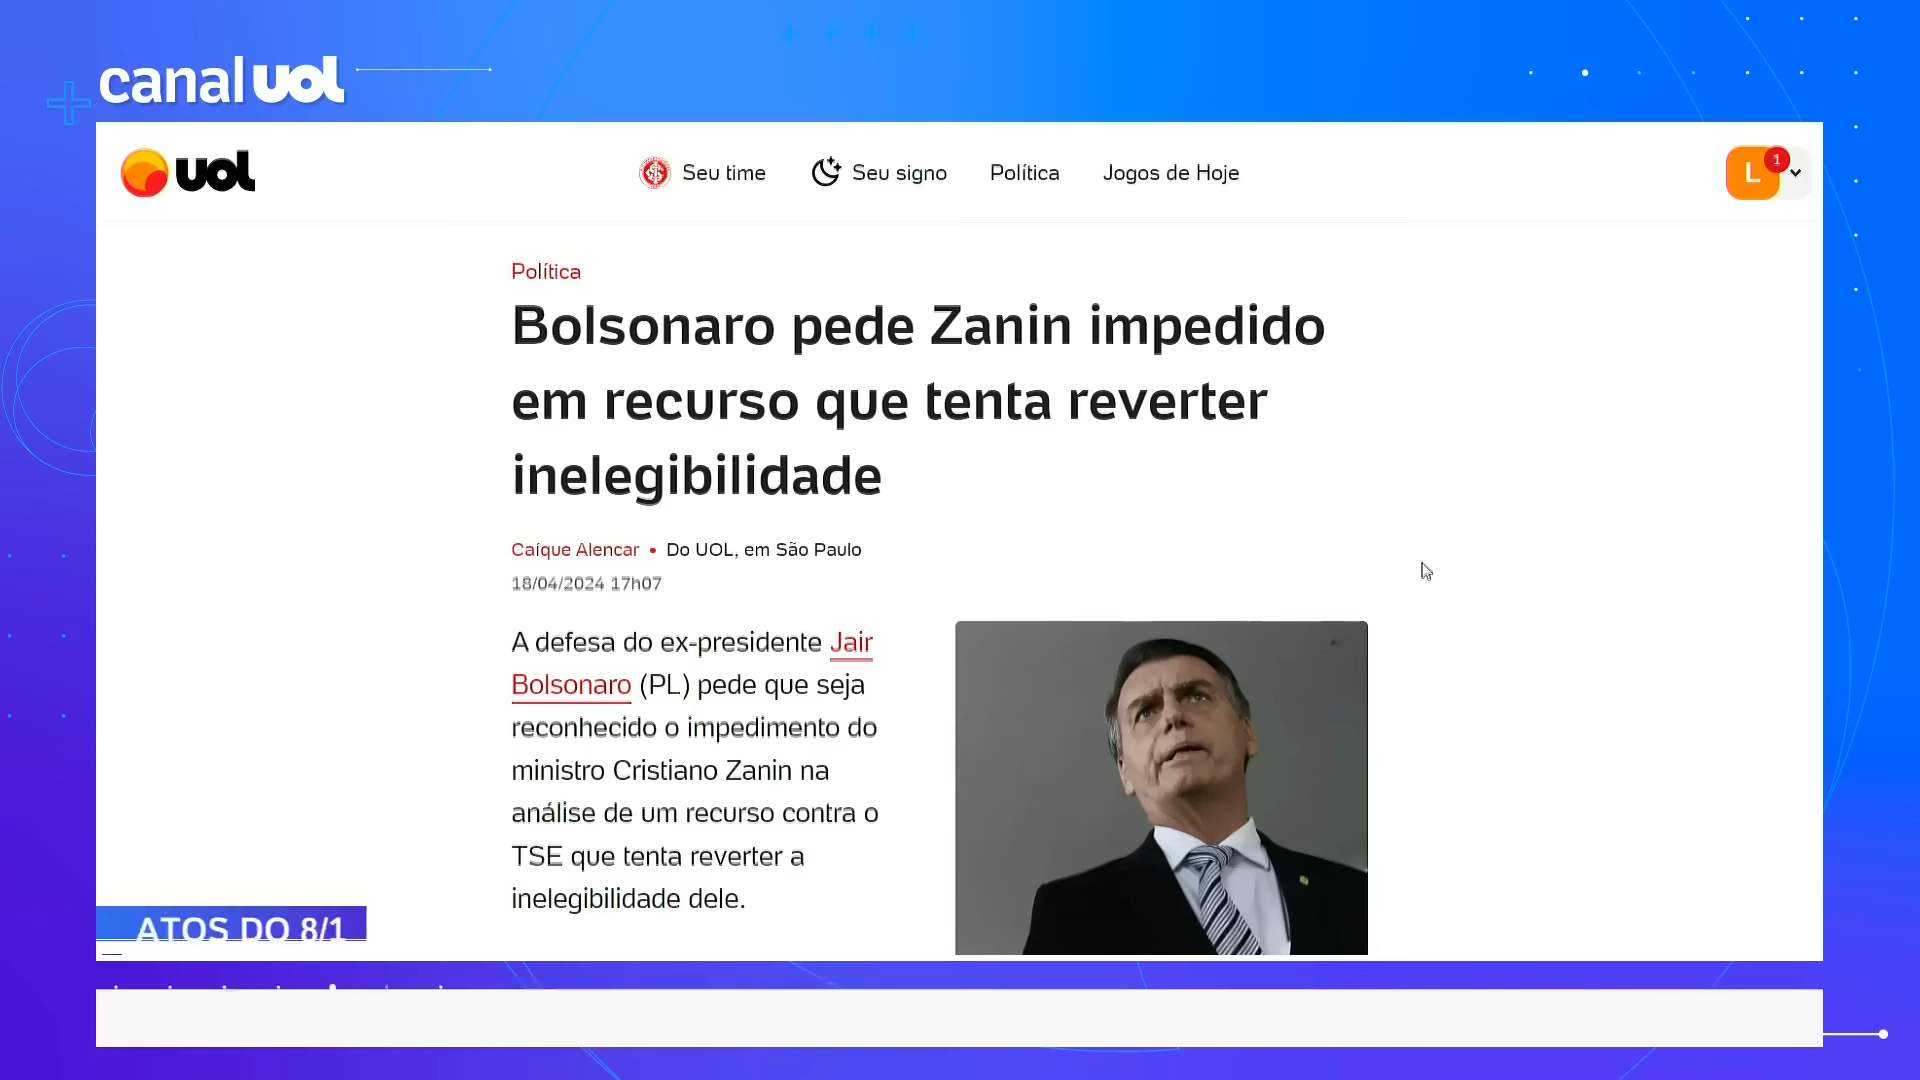 canal uol
uol
Seu time
Seu signo
Política
Jogos de Hoje
L
1
Política
Bolsonaro pede Zanin impedido
em recurso que tenta reverter
inelegibilidade
Caíque Alencar • Do UOL, em São Paulo
18/04/2024 17h07
A defesa do ex-presidente Jair
Bolsonaro (PL) pede que seja
reconhecido o impedimento do
ministro Cristiano Zanin na
análise de um recurso contra o
TSE que tenta reverter a
inelegibilidade dele.
ATOS DO 8/1